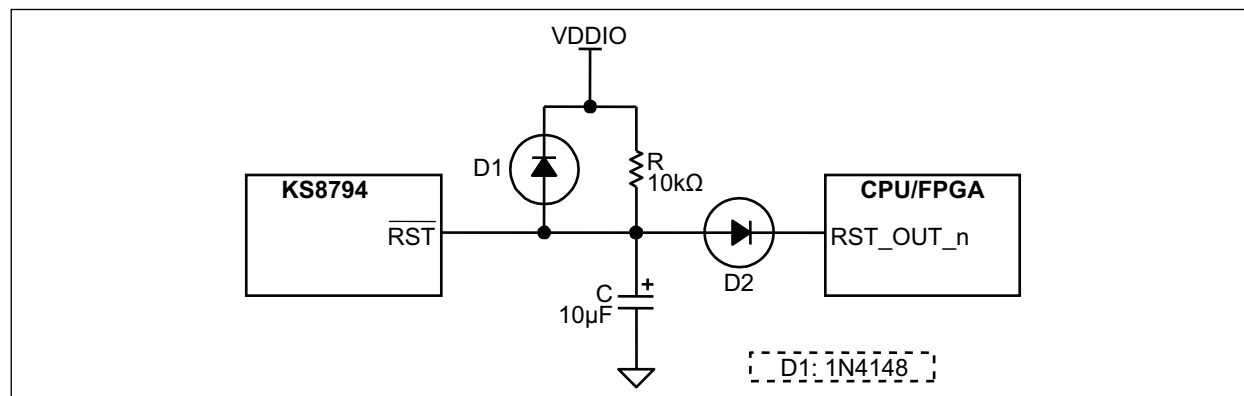 VDDIO
D1
R
10kΩ
KS8794
RST
CPU/FPGA
RST_OUT_n
D2
C
+
10μF
D1: 1N4148